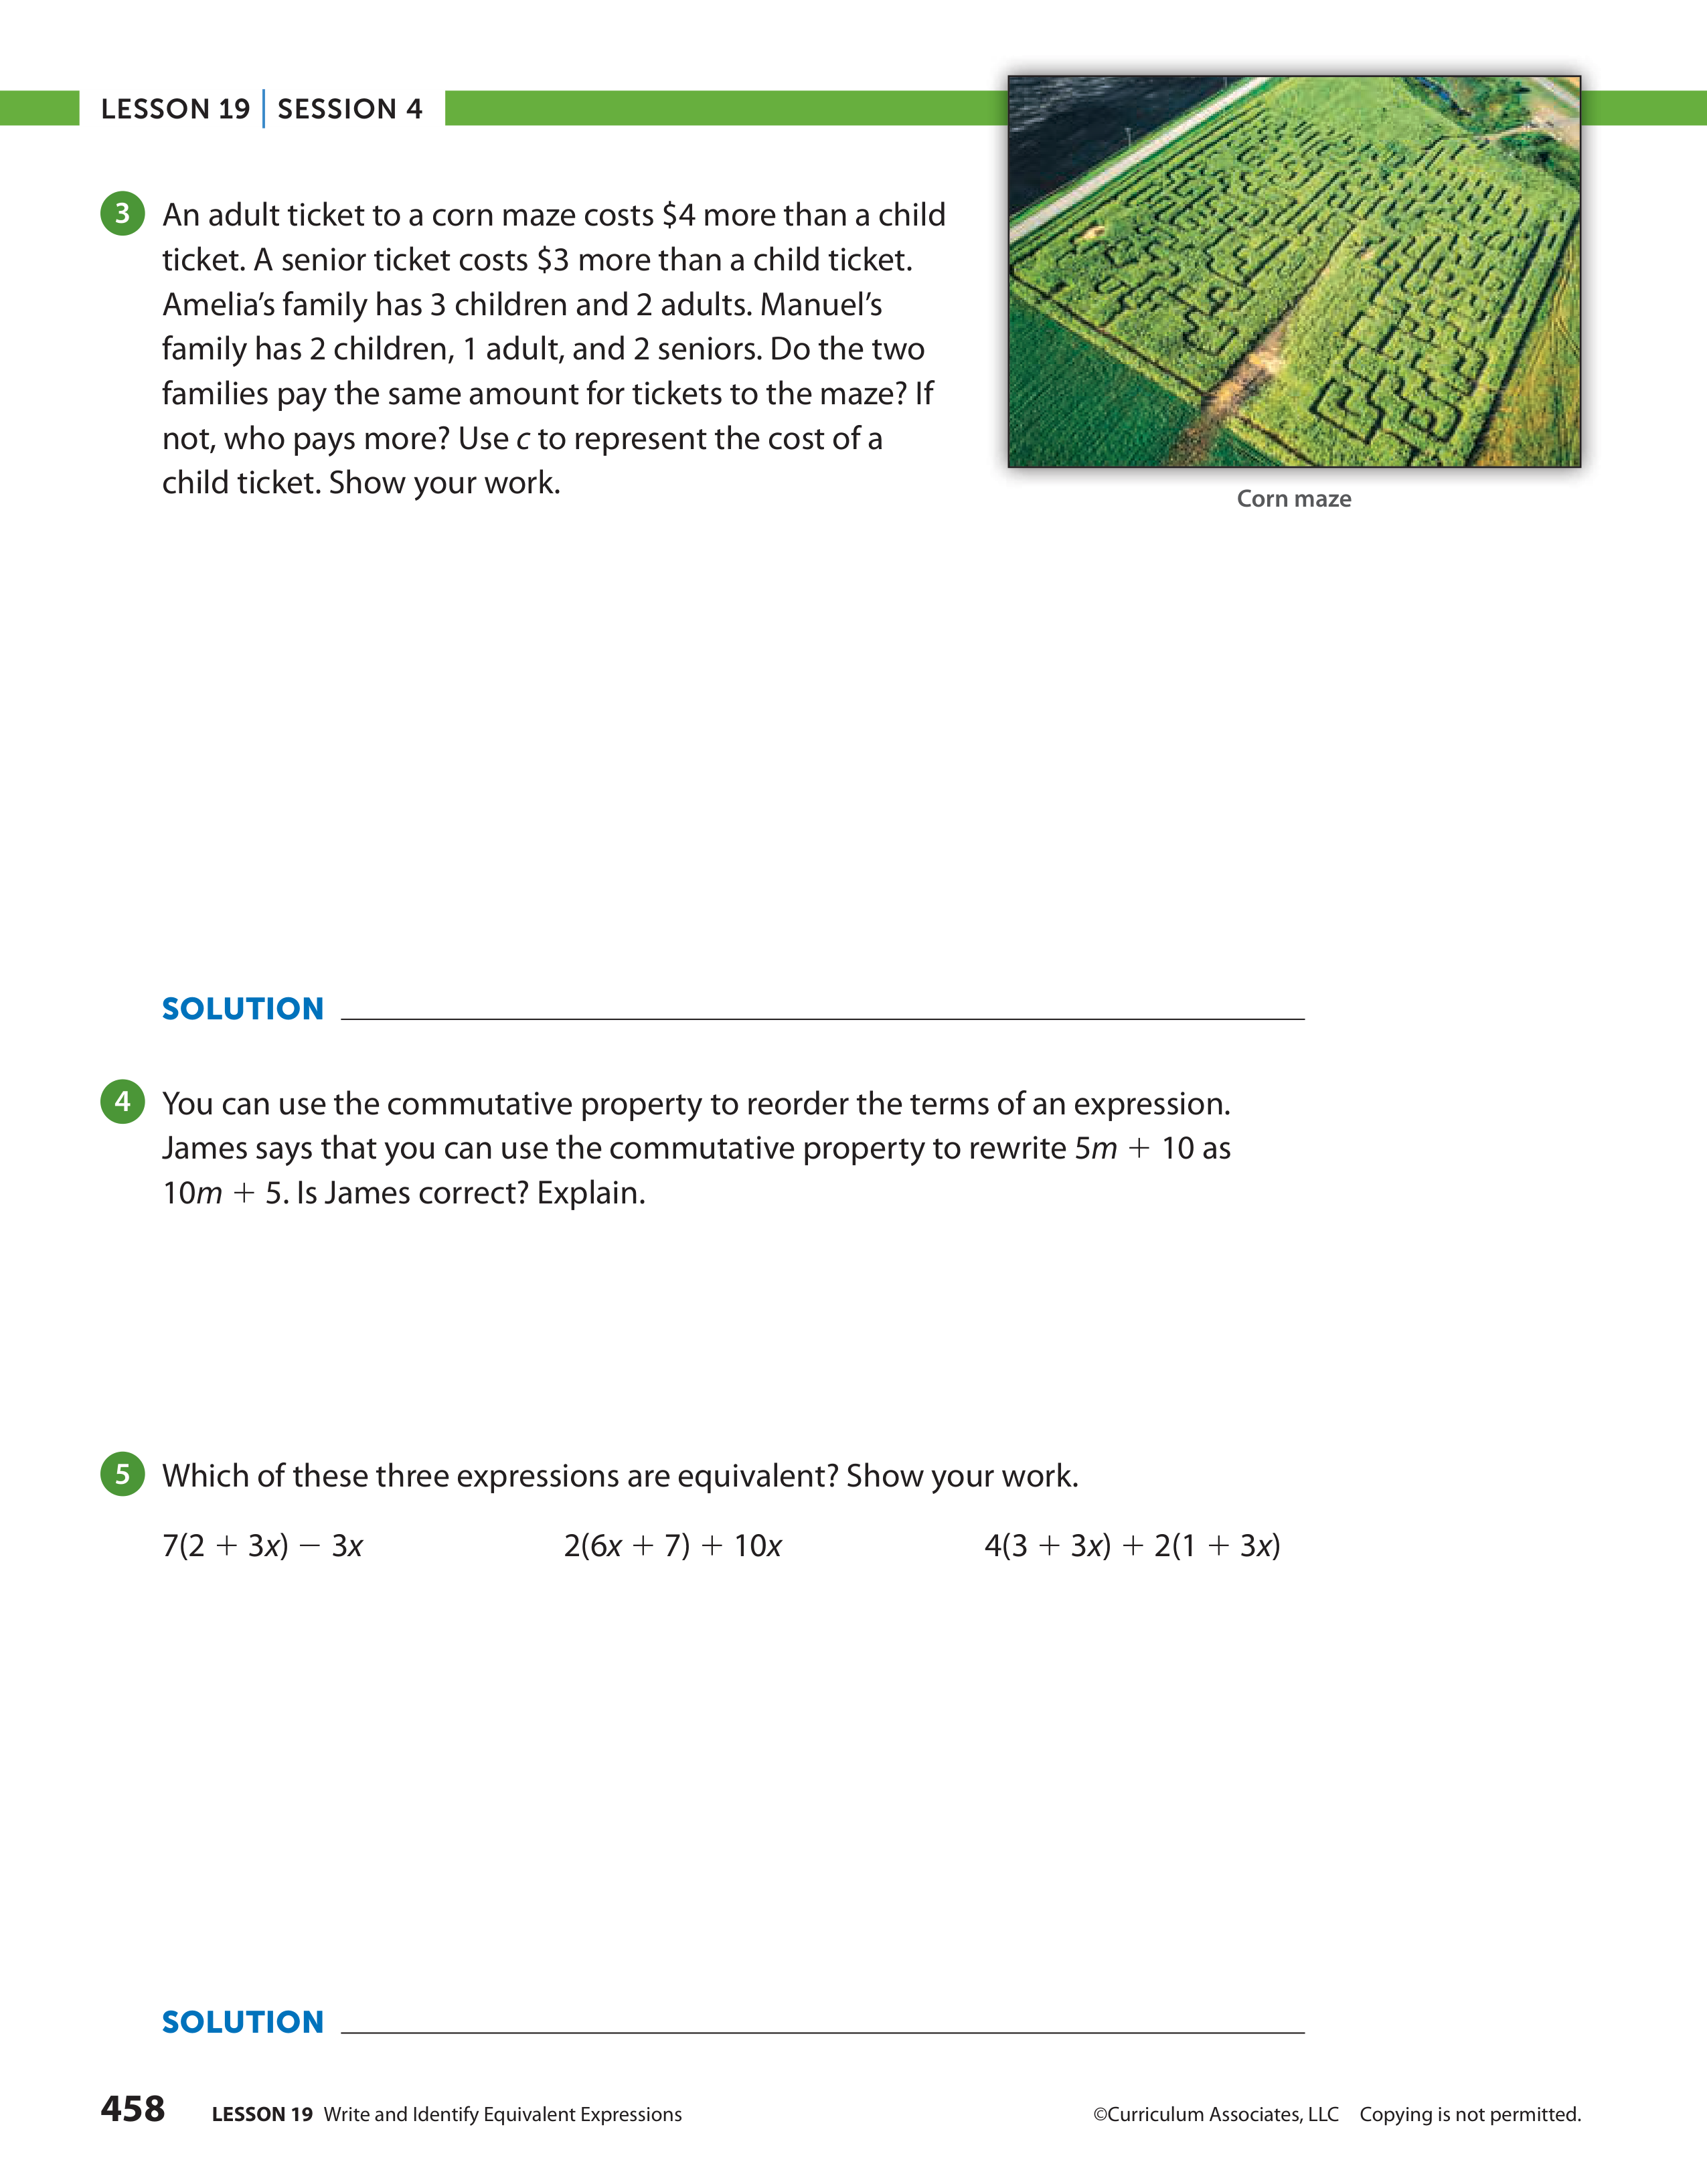 LESSON 19 | SESSION 4
3 An adult ticket to a corn maze costs $4 more than a child
ticket. A senior ticket costs $3 more than a child ticket.
Amelia’s family has 3 children and 2 adults. Manuel’s
family has 2 children, 1 adult, and 2 seniors. Do the two
families pay the same amount for tickets to the maze? If
not, who pays more? Use c to represent the cost of a
child ticket. Show your work.
Corn maze
SOLUTION
4 You can use the commutative property to reorder the terms of an expression.
James says that you can use the commutative property to rewrite 5m + 10 as
10m + 5. Is James correct? Explain.
5 Which of these three expressions are equivalent? Show your work.
7(2 + 3x) − 3x 2(6x + 7) + 10x 4(3 + 3x) + 2(1 + 3x)
SOLUTION
458 LESSON 19 Write and Identify Equivalent Expressions ©Curriculum Associates, LLC Copying is not permitted.